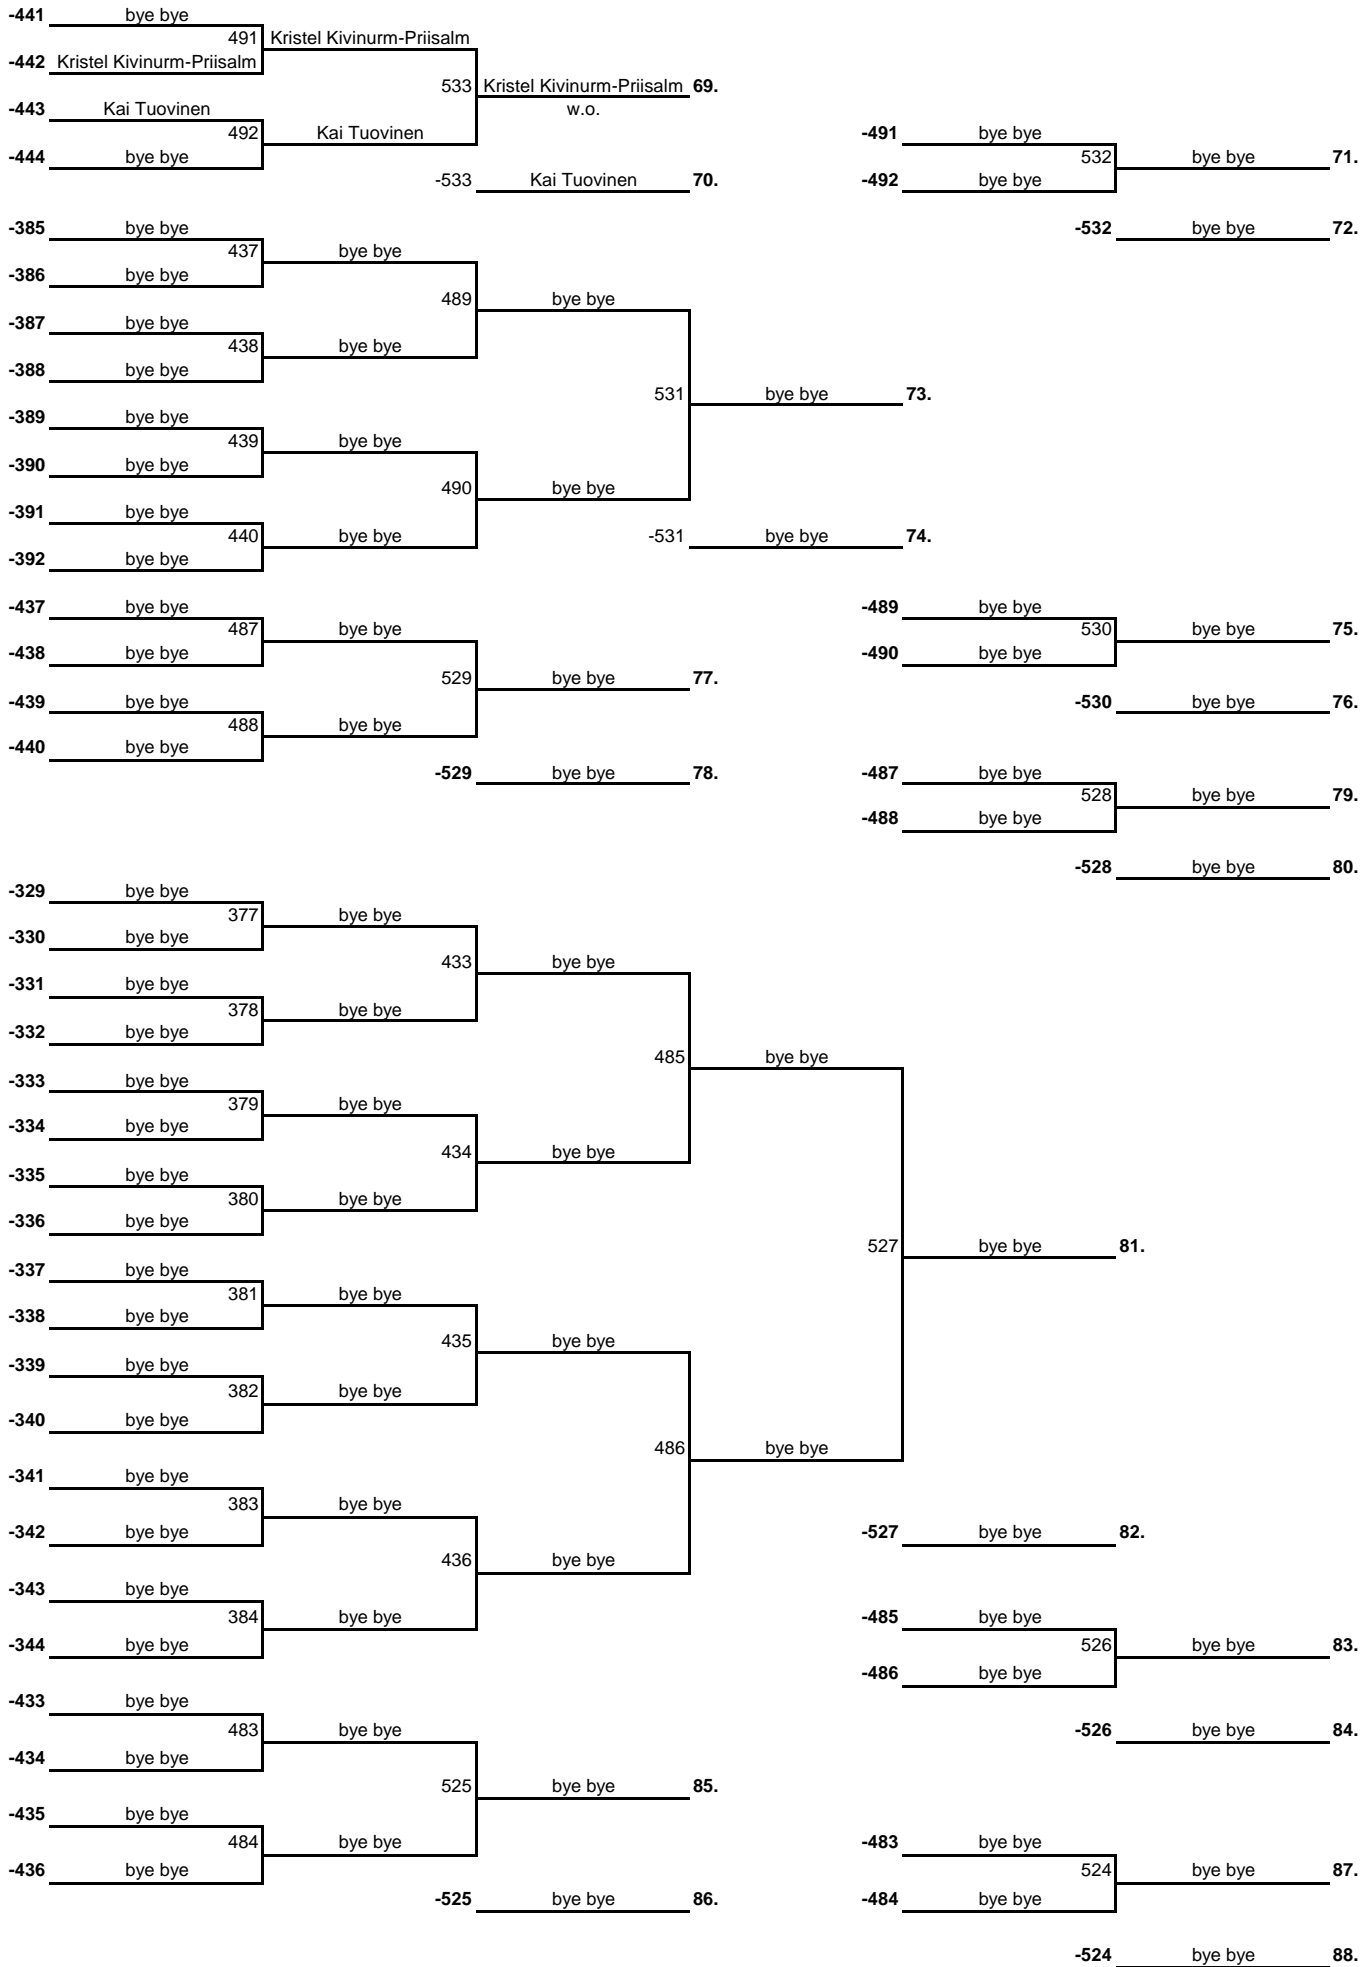 -441 bye bye
491 Kristel Kivinurm-Priisalm
-442 Kristel Kivinurm-Priisalm
533 Kristel Kivinurm-Priisalm 69.
-443 Kai Tuovinen w.o.
492 Kai Tuovinen -491 bye bye
-444 bye bye 532 bye bye 71.
-533 Kai Tuovinen 70. -492 bye bye
-385 bye bye -532 bye bye 72.
437 bye bye
-386 bye bye
489 bye bye
-387 bye bye
438 bye bye
-388 bye bye
531 bye bye 73.
-389 bye bye
439 bye bye
-390 bye bye
490 bye bye
-391 bye bye
440 bye bye -531 bye bye 74.
-392 bye bye
-437 bye bye -489 bye bye
487 bye bye 530 bye bye 75.
-438 bye bye -490 bye bye
529 bye bye 77.
-439 bye bye -530 bye bye 76.
488 bye bye
-440 bye bye
-529 bye bye 78. -487 bye bye
528 bye bye 79.
-488 bye bye
-528 bye bye 80.
-329 bye bye
377 bye bye
-330 bye bye
433 bye bye
-331 bye bye
378 bye bye
-332 bye bye
485 bye bye
-333 bye bye
379 bye bye
-334 bye bye
434 bye bye
-335 bye bye
380 bye bye
-336 bye bye
527 bye bye 81.
-337 bye bye
381 bye bye
-338 bye bye
435 bye bye
-339 bye bye
382 bye bye
-340 bye bye
486 bye bye
-341 bye bye
383 bye bye
-342 bye bye -527 bye bye 82.
436 bye bye
-343 bye bye
384 bye bye -485 bye bye
-344 bye bye 526 bye bye 83.
-486 bye bye
-433 bye bye
483 bye bye -526 bye bye 84.
-434 bye bye
525 bye bye 85.
-435 bye bye
484 bye bye -483 bye bye
-436 bye bye 524 bye bye 87.
-525 bye bye 86. -484 bye bye
-524 bye bye 88.